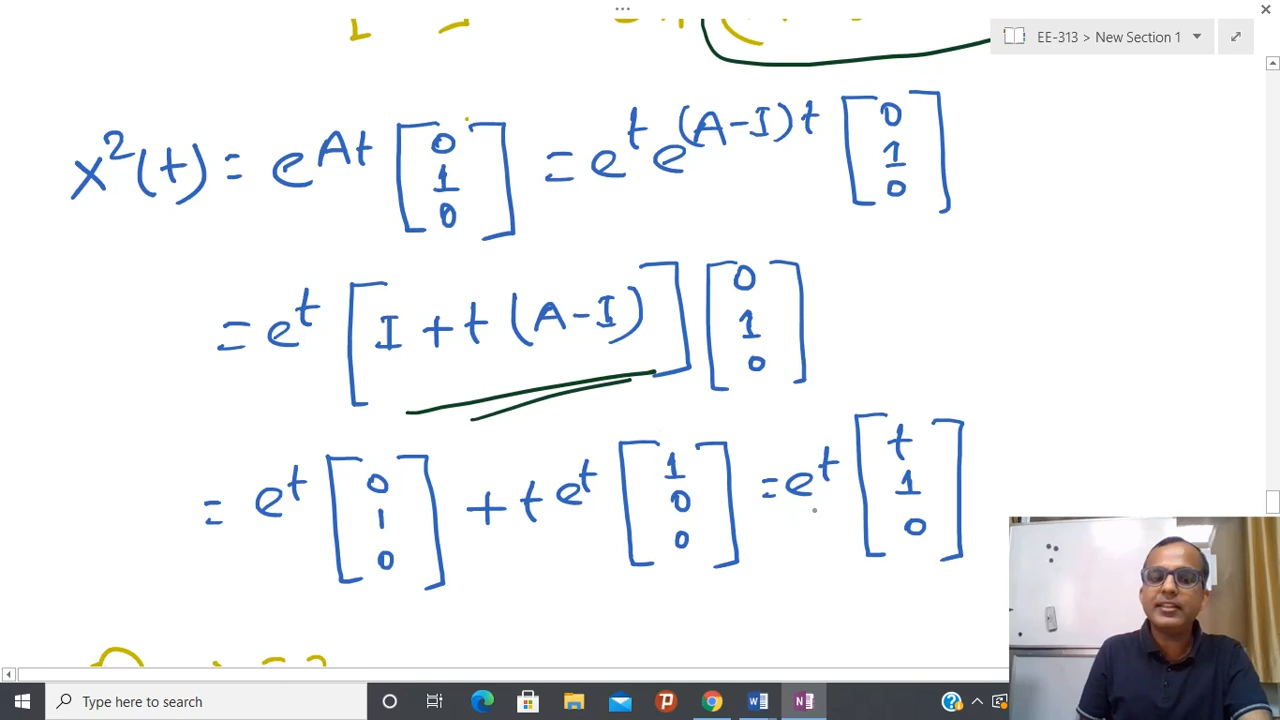 EE-313 > New Section 1
x²(t) = e^{At} [0 1 0] = e^t e^{(A-I)t} [0 1 0]
= e^t [I + t(A-I)] [0 1 0]
= e^t [0 1 0] + t e^t [1 0 0] = e^t [t 1 0]
Type here to search